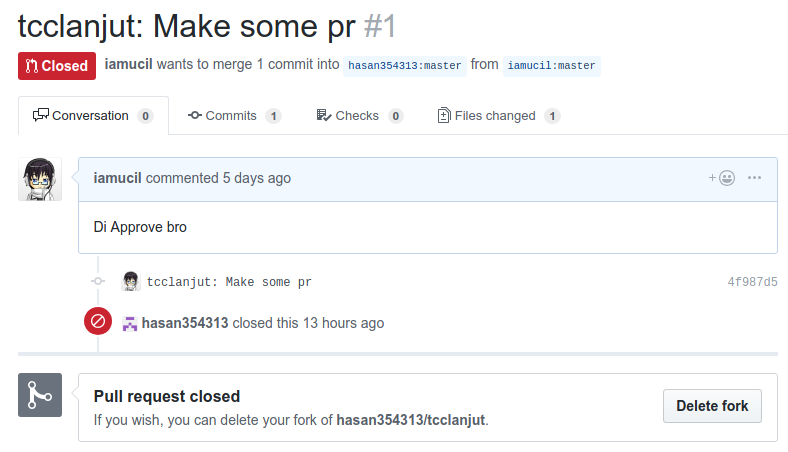 tcclanjut: Make some pr #1
Closed iamucil wants to merge 1 commit into hasan354313:master from iamucil:master
Conversation 0 Commits 1 Checks 0 Files changed 1
iamucil commented 5 days ago
Di Approve bro
tcclanjut: Make some pr 4f987d5
hasan354313 closed this 13 hours ago
Pull request closed
If you wish, you can delete your fork of hasan354313/tcclanjut.
Delete fork